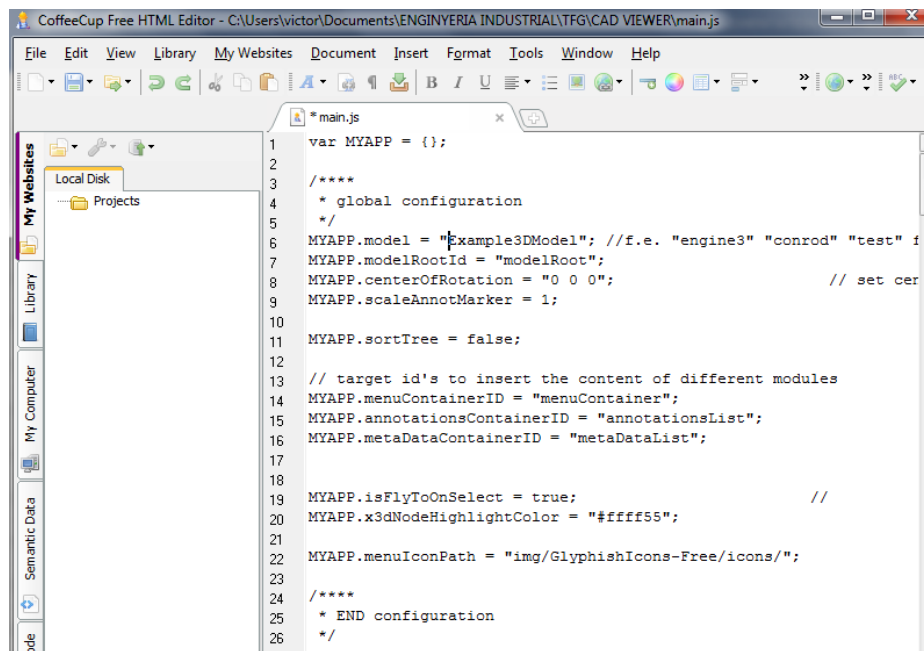 CoffeeCup Free HTML Editor - C:\Users\victor\Documents\ENGINYERIA INDUSTRIAL\TFG\CAD VIEWER\main.js
File Edit View Library My Websites Document Insert Format Tools Window Help
A B I U ABC
* main.js
My Websites
Library
My Computer
Semantic Data
Local Disk
Projects
1 var MYAPP = {};
2
3 /****
4 * global configuration
5 */
6 MYAPP.model = "Example3DModel"; //f.e. "engine3" "conrod" "test" f
7 MYAPP.modelRootId = "modelRoot";
8 MYAPP.centerOfRotation = "0 0 0"; // set cen
9 MYAPP.scaleAnnotMarker = 1;
10
11 MYAPP.sortTree = false;
12
13 // target id's to insert the content of different modules
14 MYAPP.menuContainerID = "menuContainer";
15 MYAPP.annotationsContainerID = "annotationsList";
16 MYAPP.metaDataContainerID = "metaDataList";
17
18
19 MYAPP.isFlyToOnSelect = true; //
20 MYAPP.x3dNodeHighlightColor = "#ffff55";
21
22 MYAPP.menuIconPath = "img/GlyphishIcons-Free/icons/";
23
24 /****
25 * END configuration
26 */